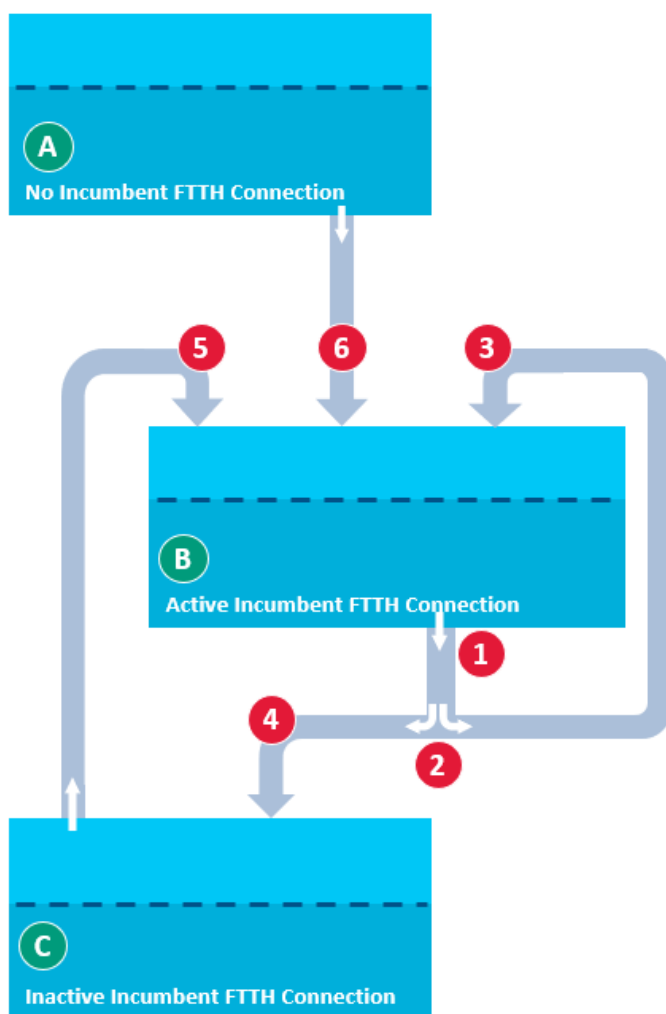 A
No Incumbent FTTH Connection
5
6
3
B
Active Incumbent FTTH Connection
1
4
2
C
Inactive Incumbent FTTH Connection